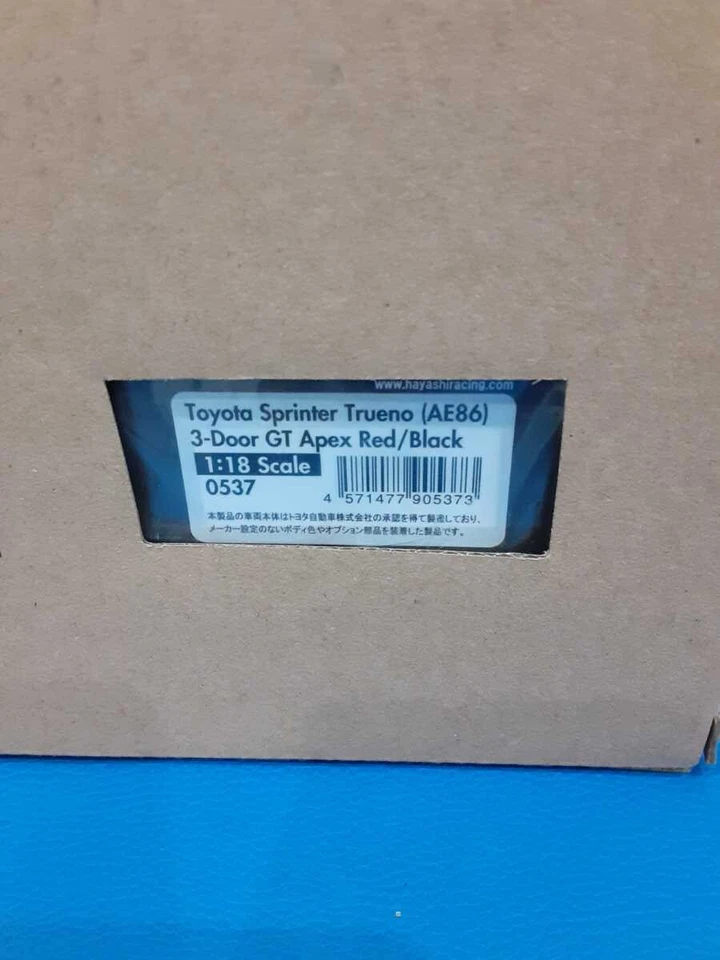 www.hayashiracing.com
Toyota Sprinter Trueno (AE86)
3-Door GT Apex Red/Black
1:18 Scale
0537
4 571477 905373
本製品の車両本体はトヨタ自動車株式会社の承認を得て製造しており、
メーカー設定のないボディ色やオプション部品を装着した製品です。